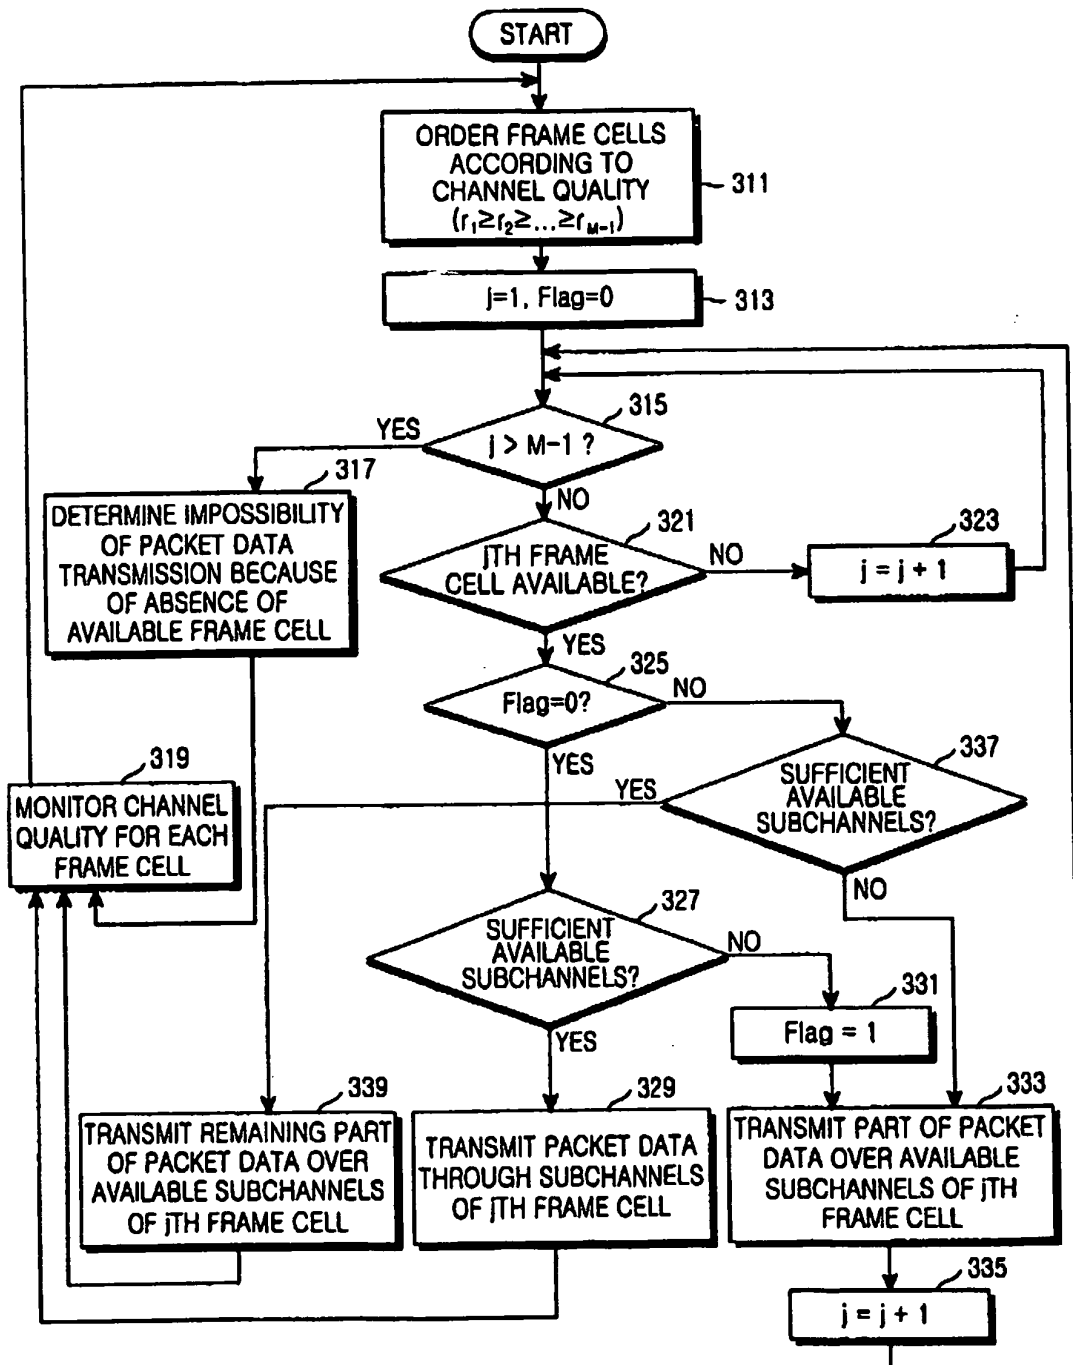 START
ORDER FRAME CELLS
ACCORDING TO
CHANNEL QUALITY
(r₁≥r₂≥...≥r_M-1)
311
j=1, Flag=0
313
315
YES
j > M-1 ?
NO
317
DETERMINE IMPOSSIBILITY
OF PACKET DATA
TRANSMISSION BECAUSE
OF ABSENCE OF
AVAILABLE FRAME CELL
321
jTH FRAME
CELL AVAILABLE?
NO
YES
323
j = j + 1
325
Flag=0?
NO
YES
319
MONITOR CHANNEL
QUALITY FOR EACH
FRAME CELL
337
YES
SUFFICIENT
AVAILABLE
SUBCHANNELS?
NO
327
SUFFICIENT
AVAILABLE
SUBCHANNELS?
NO
YES
331
Flag = 1
339
TRANSMIT REMAINING PART
OF PACKET DATA OVER
AVAILABLE SUBCHANNELS
OF jTH FRAME CELL
329
TRANSMIT PACKET DATA
THROUGH SUBCHANNELS
OF jTH FRAME CELL
333
TRANSMIT PART OF PACKET
DATA OVER AVAILABLE
SUBCHANNELS OF jTH
FRAME CELL
335
j = j + 1